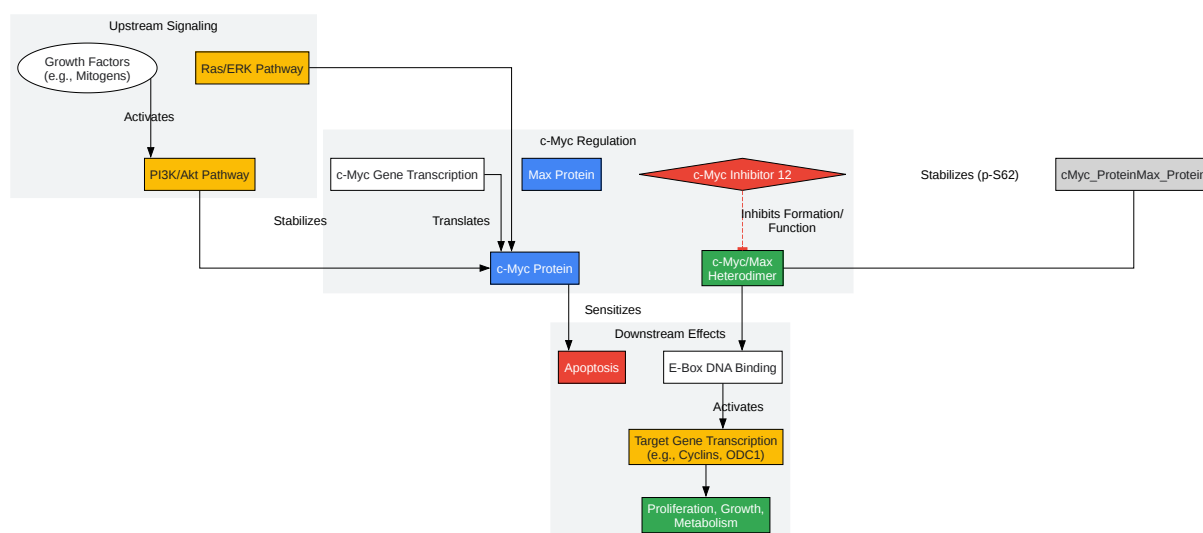 Upstream Signaling
Growth Factors
(e.g., Mitogens)
Ras/ERK Pathway
Activates
c-Myc Regulation
PI3K/Akt Pathway
c-Myc Gene Transcription
Max Protein
c-Myc Inhibitor 12
Stabilizes (p-S62)
cMyc_ProteinMax_Protein
Stabilizes
Translates
Inhibits Formation/
Function
c-Myc Protein
c-Myc/Max
Heterodimer
Sensitizes
Downstream Effects
Apoptosis
E-Box DNA Binding
Activates
Target Gene Transcription
(e.g., Cyclins, ODC1)
Proliferation, Growth,
Metabolism